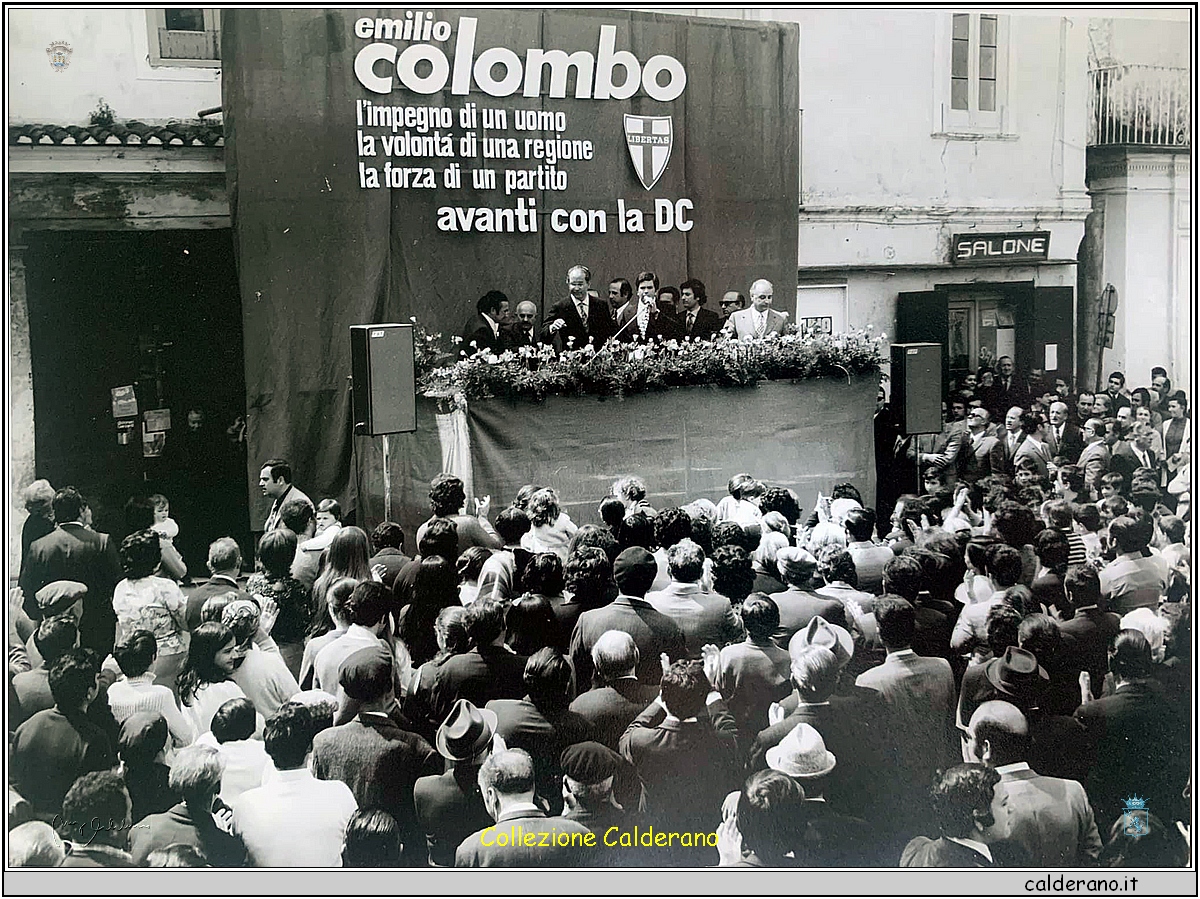 emilio
colombo
l'impegno di un uomo
la volontá di una regione
la forza di un partito
LIBERTAS
avanti con la DC
SALONE
Collezione Calderano
calderano.it